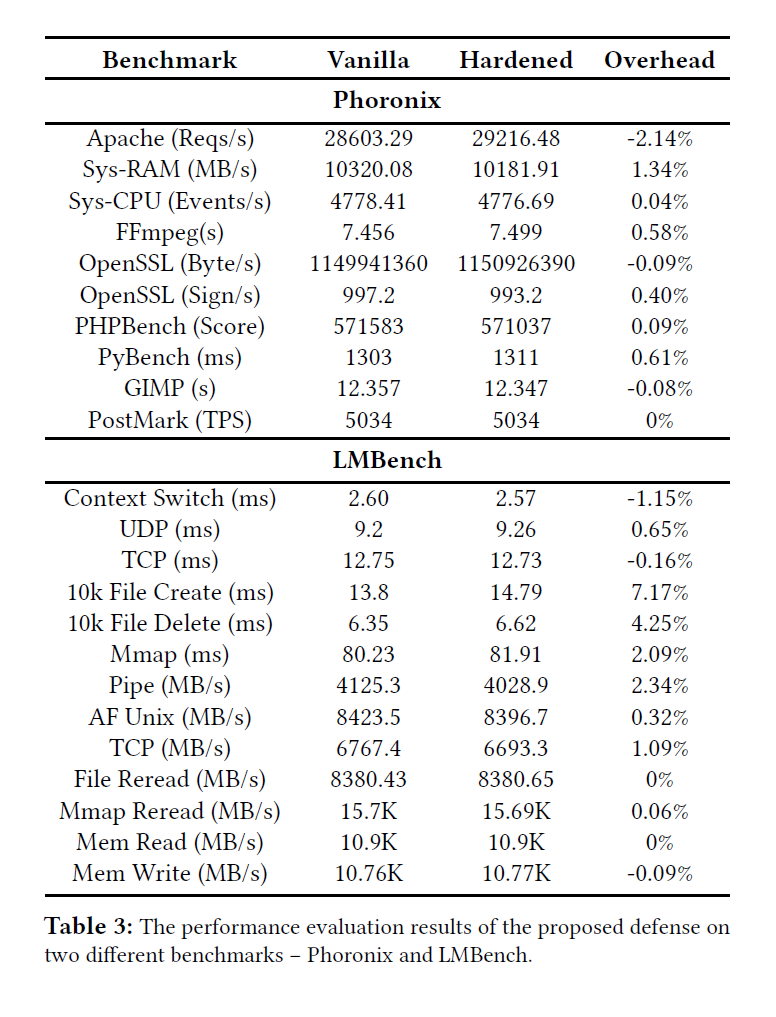 Benchmark Vanilla Hardened Overhead
Phoronix
Apache (Reqs/s) 28603.29 29216.48 -2.14%
Sys-RAM (MB/s) 10320.08 10181.91 1.34%
Sys-CPU (Events/s) 4778.41 4776.69 0.04%
FFmpeg(s) 7.456 7.499 0.58%
OpenSSL (Byte/s) 1149941360 1150926390 -0.09%
OpenSSL (Sign/s) 997.2 993.2 0.40%
PHPBench (Score) 571583 571037 0.09%
PyBench (ms) 1303 1311 0.61%
GIMP (s) 12.357 12.347 -0.08%
PostMark (TPS) 5034 5034 0%
LMBench
Context Switch (ms) 2.60 2.57 -1.15%
UDP (ms) 9.2 9.26 0.65%
TCP (ms) 12.75 12.73 -0.16%
10k File Create (ms) 13.8 14.79 7.17%
10k File Delete (ms) 6.35 6.62 4.25%
Mmap (ms) 80.23 81.91 2.09%
Pipe (MB/s) 4125.3 4028.9 2.34%
AF Unix (MB/s) 8423.5 8396.7 0.32%
TCP (MB/s) 6767.4 6693.3 1.09%
File Reread (MB/s) 8380.43 8380.65 0%
Mmap Reread (MB/s) 15.7K 15.69K 0.06%
Mem Read (MB/s) 10.9K 10.9K 0%
Mem Write (MB/s) 10.76K 10.77K -0.09%
Table 3: The performance evaluation results of the proposed defense on
two different benchmarks – Phoronix and LMBench.